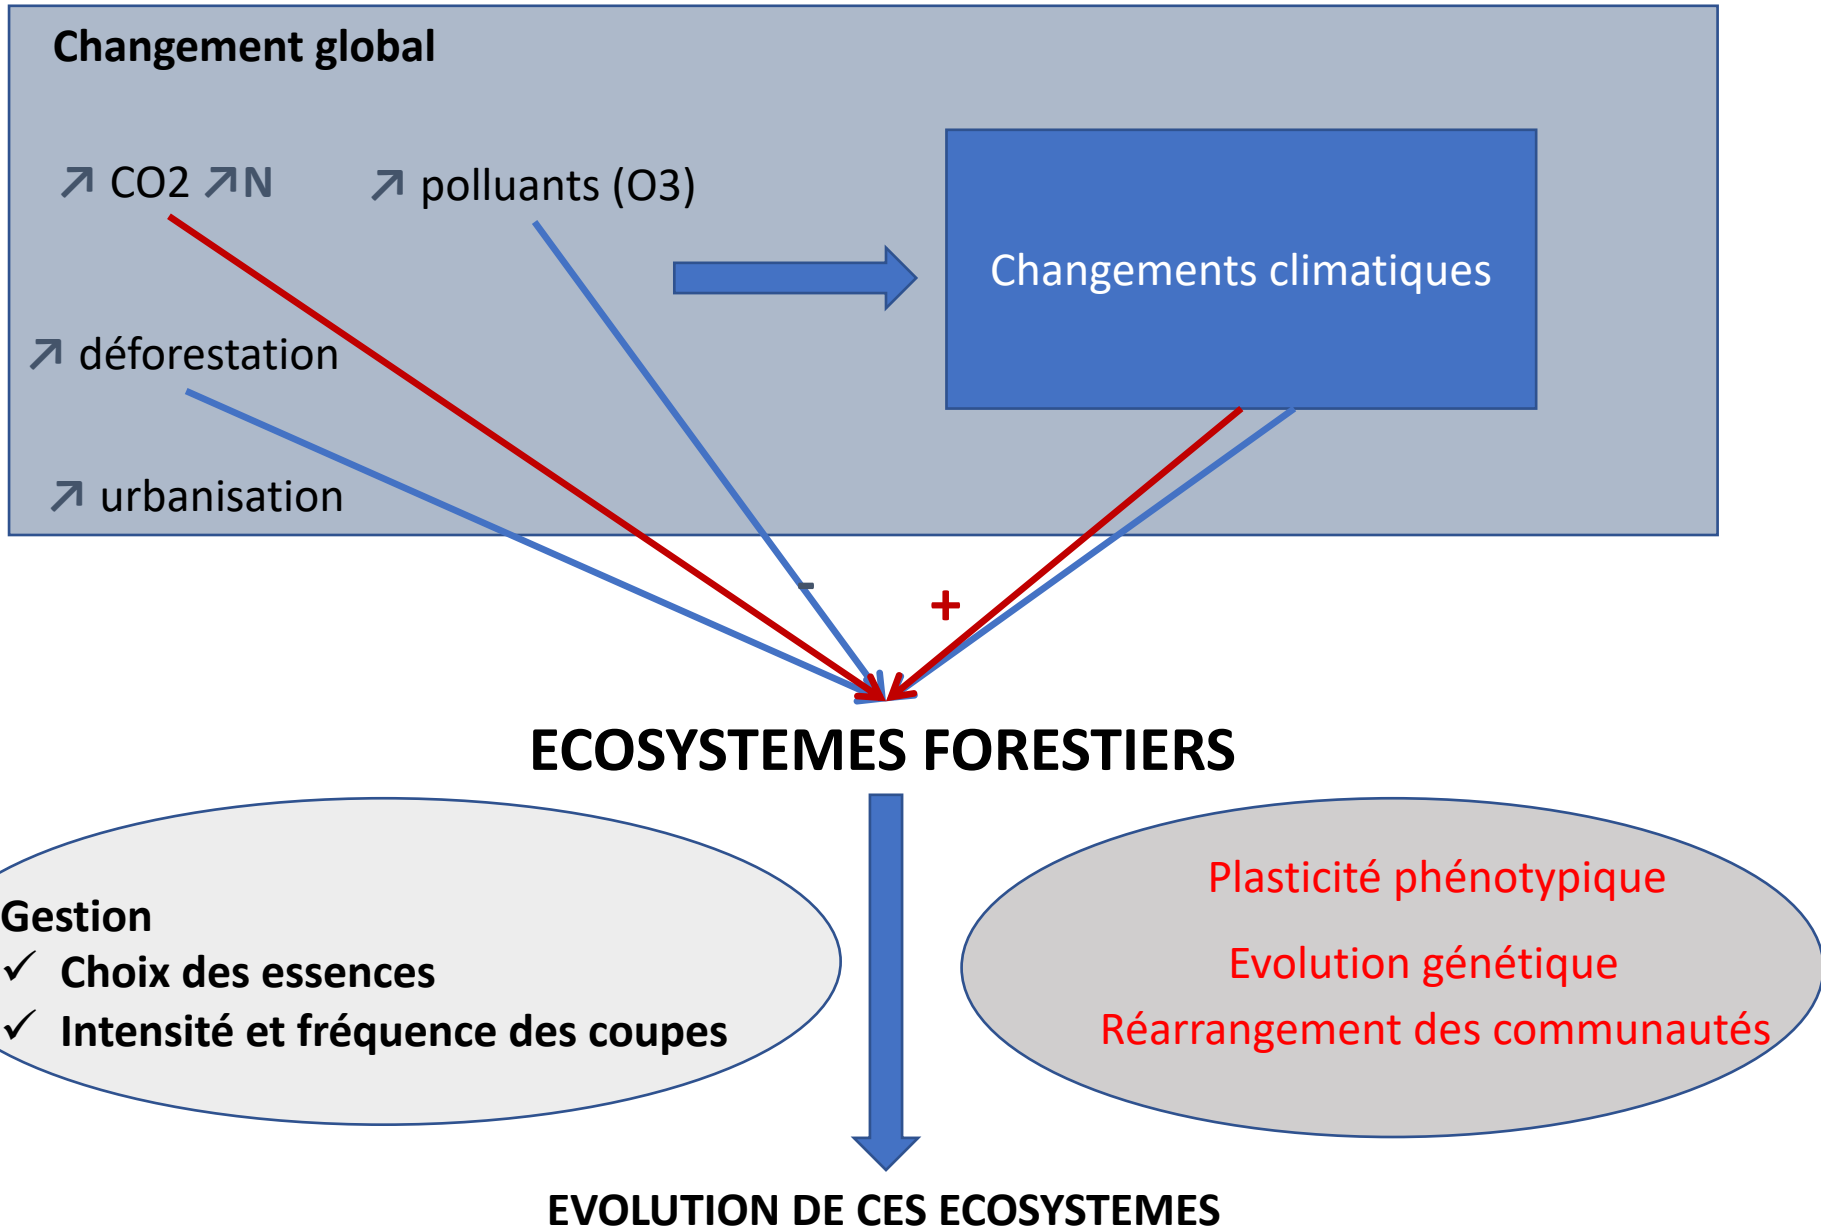 Changement global
↗ CO2 ↗N
↗ polluants (O3)
Changements climatiques
↗ déforestation
↗ urbanisation
-
+
ECOSYSTEMES FORESTIERS
Gestion
✓ Choix des essences
✓ Intensité et fréquence des coupes
Plasticité phénotypique
Evolution génétique
Réarrangement des communautés
EVOLUTION DE CES ECOSYSTEMES